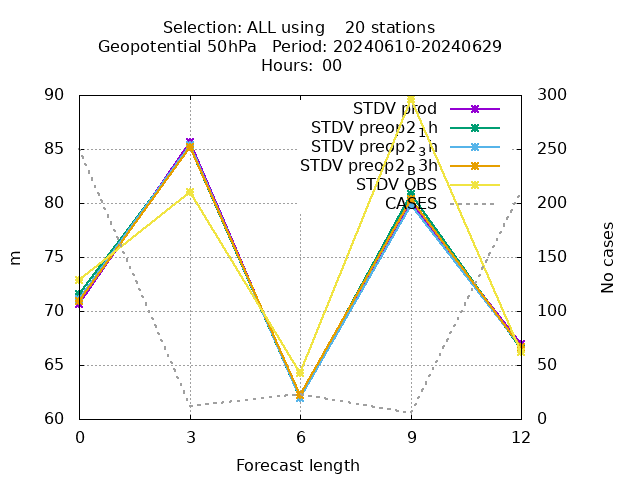 Selection: ALL using    20 stations
Geopotential 50hPa   Period: 20240610-20240629
Hours: 00
90
85
80
75
70
65
60
300
250
200
150
100
50
0
m
No cases
STDV prod
STDV preop2_1h
STDV preop2_3h
STDV preop2_B3h
STDV OBS
CASES
0 3 6 9 12
Forecast length